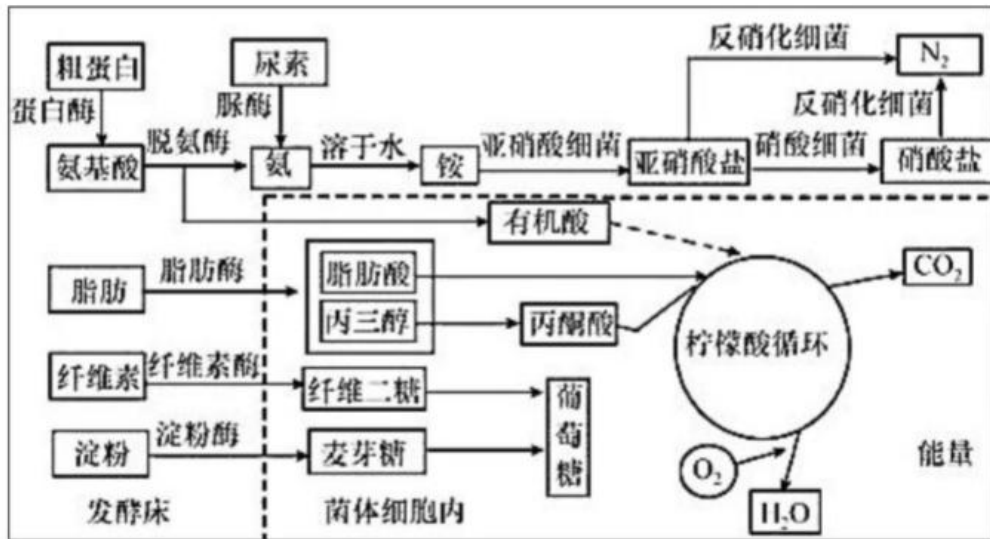 反硝化细菌
粗蛋白
尿素
N₂
蛋白酶
脲酶
反硝化细菌
氨基酸
脱氨酶
氨
溶于水
铵
亚硝酸细菌
亚硝酸盐
硝酸细菌
硝酸盐
有机酸
脂肪
脂肪酶
脂肪酸
丙三醇
丙酮酸
柠檬酸循环
CO₂
纤维素
纤维素酶
纤维二糖
葡萄糖
淀粉
淀粉酶
麦芽糖
O₂
能量
发酵床
菌体细胞内
H₂O